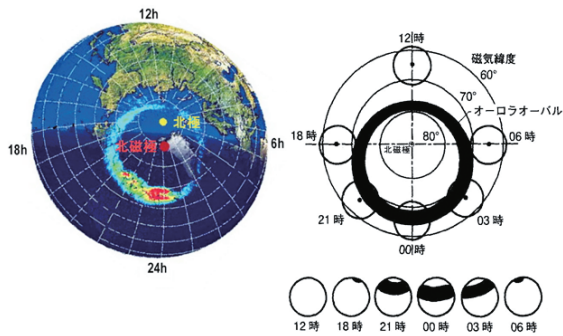 12h
北極
北磁極
18h
6h
24h
12時
磁気緯度
60°
70°
オーロラオーバル
18時
80°
06時
北磁極
21時
03時
00時
12時 18時 21時 00時 03時 06時